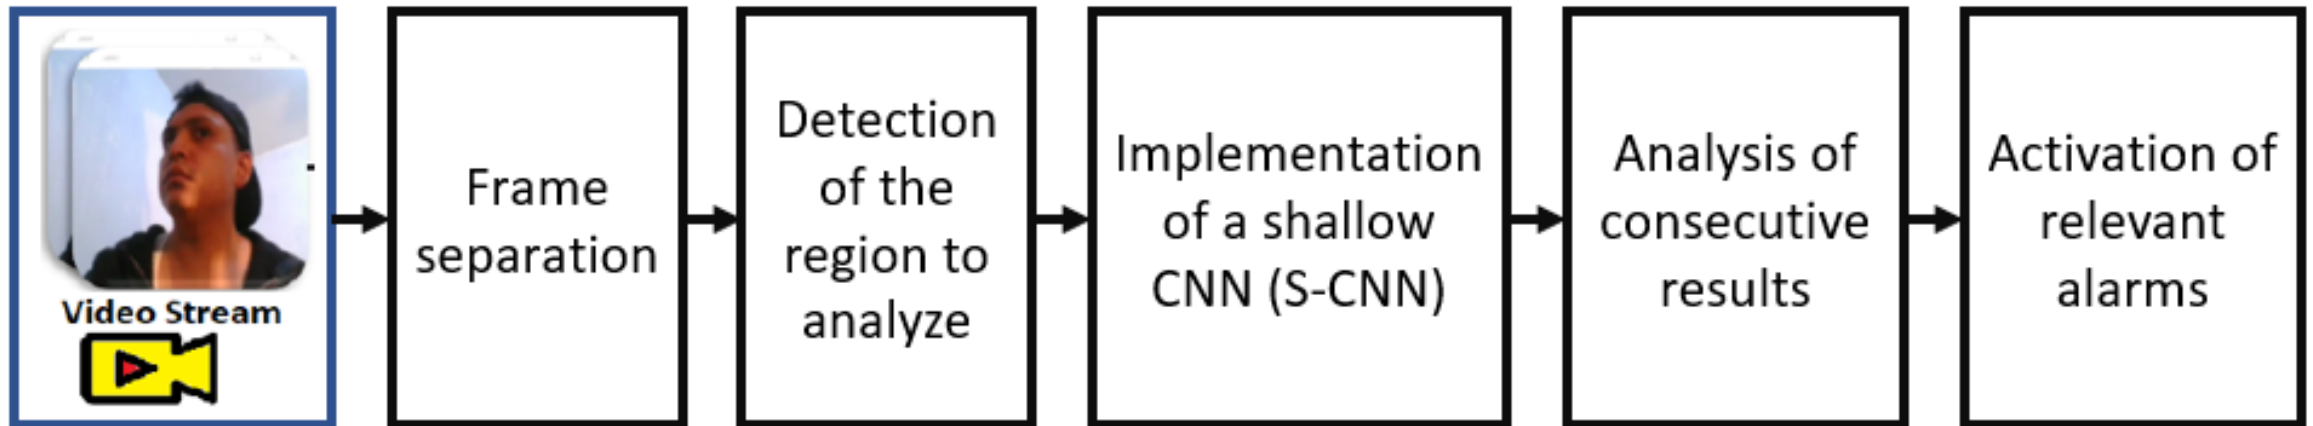 Video Stream
Frame
separation
Detection
of the
region to
analyze
Implementation
of a shallow
CNN (S-CNN)
Analysis of
consecutive
results
Activation of
relevant
alarms